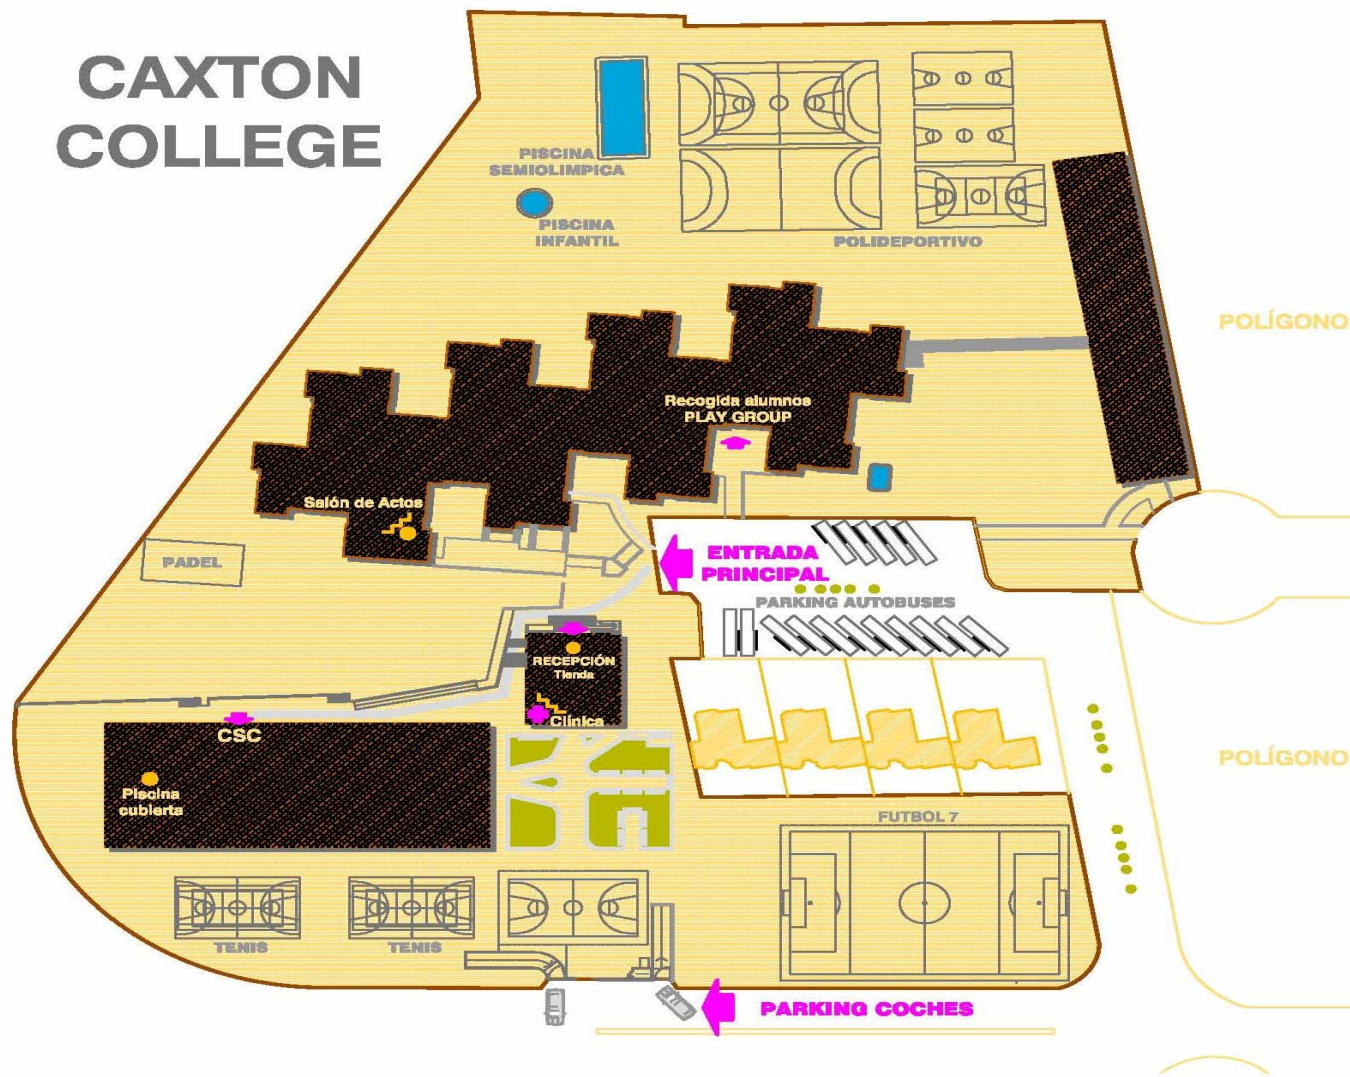 CAXTON
COLLEGE
PISCINA
SEMIOLIMPICA
PISCINA
INFANTIL
POLIDEPORTIVO
POLÍGONO
Recogida alumnos
PLAY GROUP
Salón de Actos
PADEL
ENTRADA
PRINCIPAL
PARKING AUTOBUSES
RECEPCIÓN
Tienda
Clínica
CSC
Piscina
cubierta
POLÍGONO
FUTBOL 7
TENIS
TENIS
PARKING COCHES